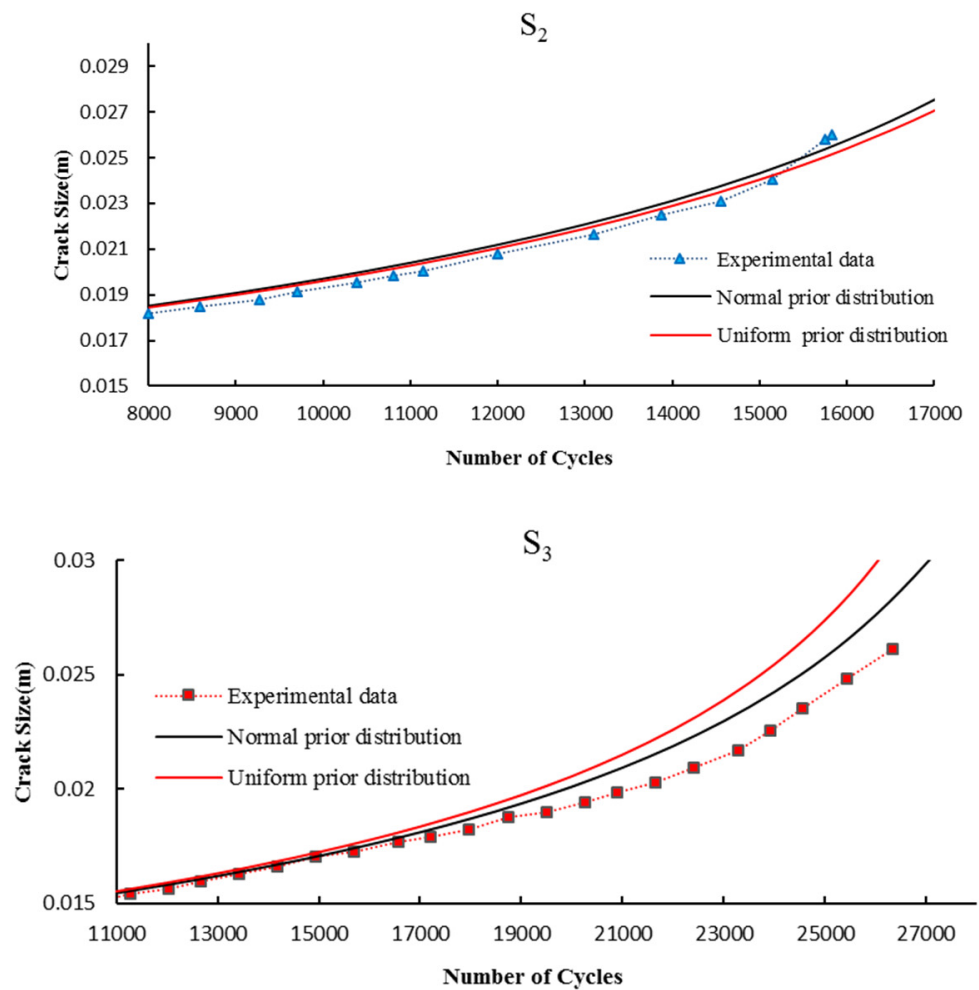 S2
0.029
0.027
0.025
0.023
0.021
0.019
0.017
0.015
Crack Size(m)
Experimental data
Normal prior distribution
Uniform prior distribution
8000 9000 10000 11000 12000 13000 14000 15000 16000 17000
Number of Cycles
S3
0.03
0.025
0.02
0.015
Crack Size(m)
Experimental data
Normal prior distribution
Uniform prior distribution
11000 13000 15000 17000 19000 21000 23000 25000 27000
Number of Cycles